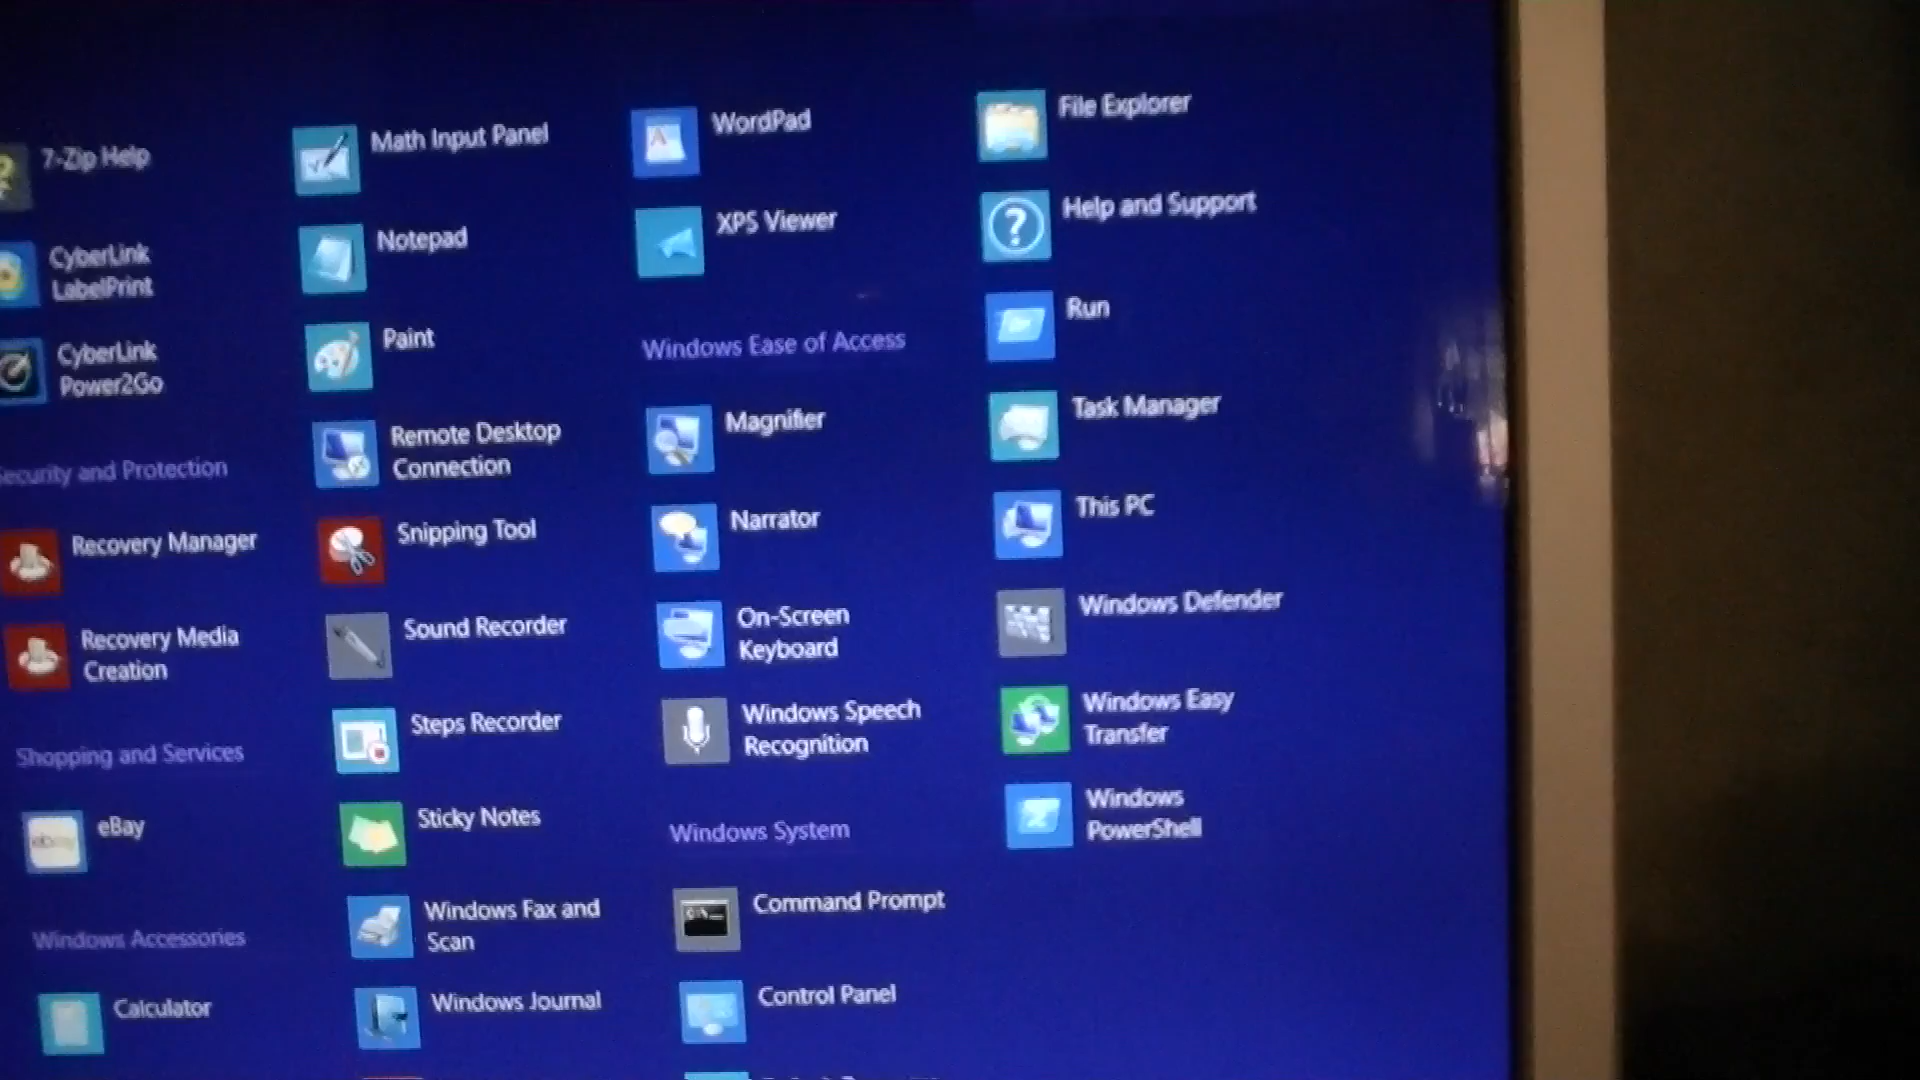 7-Zip Help
CyberLink
LabelPrint
CyberLink
Power2Go
Security and Protection
Recovery Manager
Recovery Media
Creation
Shopping and Services
eBay
Windows Accessories
Calculator
Math Input Panel
Notepad
Paint
Remote Desktop
Connection
Snipping Tool
Sound Recorder
Steps Recorder
Sticky Notes
Windows Fax and
Scan
Windows Journal
WordPad
XPS Viewer
Windows Ease of Access
Magnifier
Narrator
On-Screen
Keyboard
Windows Speech
Recognition
Windows System
Command Prompt
Control Panel
File Explorer
Help and Support
Run
Task Manager
This PC
Windows Defender
Windows Easy
Transfer
Windows
PowerShell